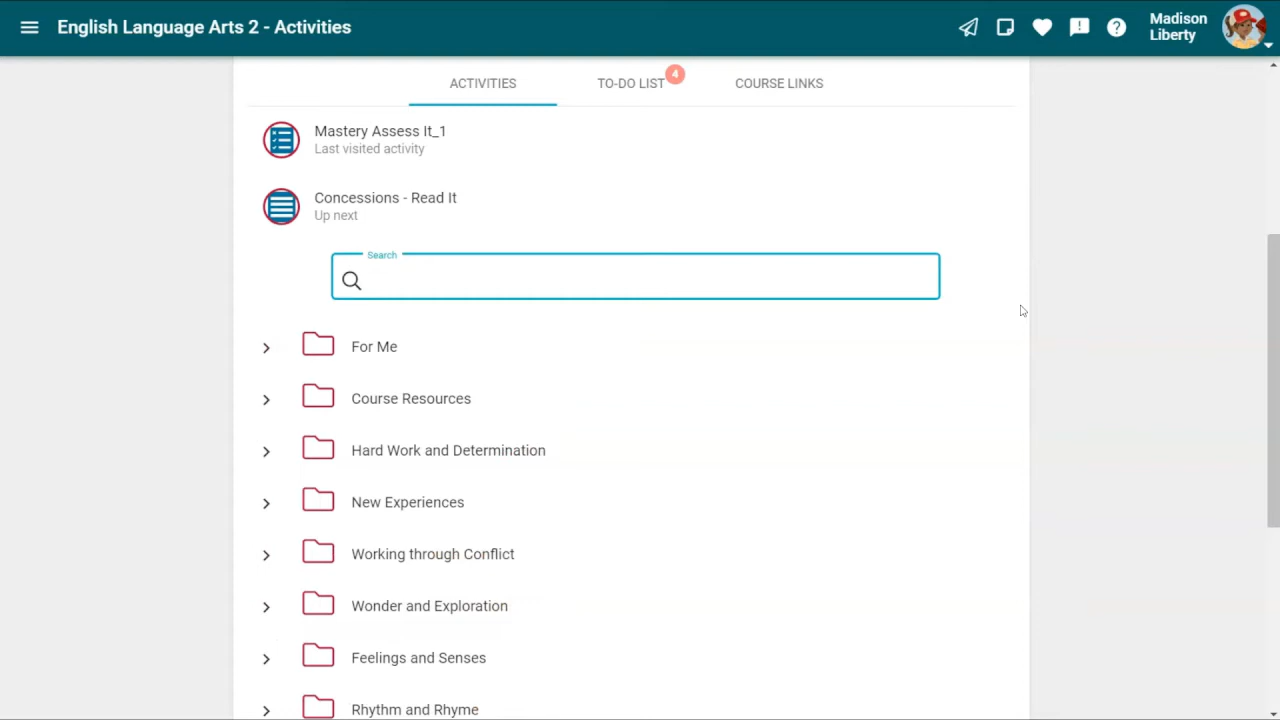 English Language Arts 2 - Activities
Madison
Liberty
ACTIVITIES
TO-DO LIST
4
COURSE LINKS
Mastery Assess It_1
Last visited activity
Concessions - Read It
Up next
Search
For Me
Course Resources
Hard Work and Determination
New Experiences
Working through Conflict
Wonder and Exploration
Feelings and Senses
Rhythm and Rhyme